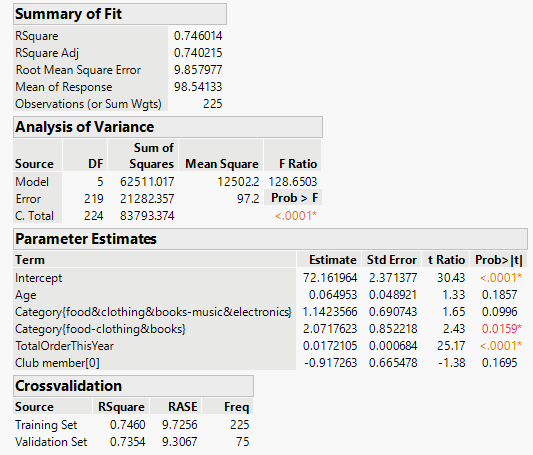 Summary of Fit
RSquare 0.746014
RSquare Adj 0.740215
Root Mean Square Error 9.857977
Mean of Response 98.54133
Observations (or Sum Wgts) 225
Analysis of Variance
Sum of
Source DF Squares Mean Square F Ratio
Model 5 62511.017 12502.2 128.6503
Error 219 21282.357 97.2 Prob > F
C. Total 224 83793.374 <.0001*
Parameter Estimates
Term Estimate Std Error t Ratio Prob>|t|
Intercept 72.161964 2.371377 30.43 <.0001*
Age 0.064953 0.048921 1.33 0.1857
Category{food&clothing&books-music&electronics} 1.1423566 0.690743 1.65 0.0996
Category{food-clothing&books} 2.0717623 0.852218 2.43 0.0159*
TotalOrderThisYear 0.0172105 0.000684 25.17 <.0001*
Club member[0] -0.917263 0.665478 -1.38 0.1695
Crossvalidation
Source RSquare RASE Freq
Training Set 0.7460 9.7256 225
Validation Set 0.7354 9.3067 75